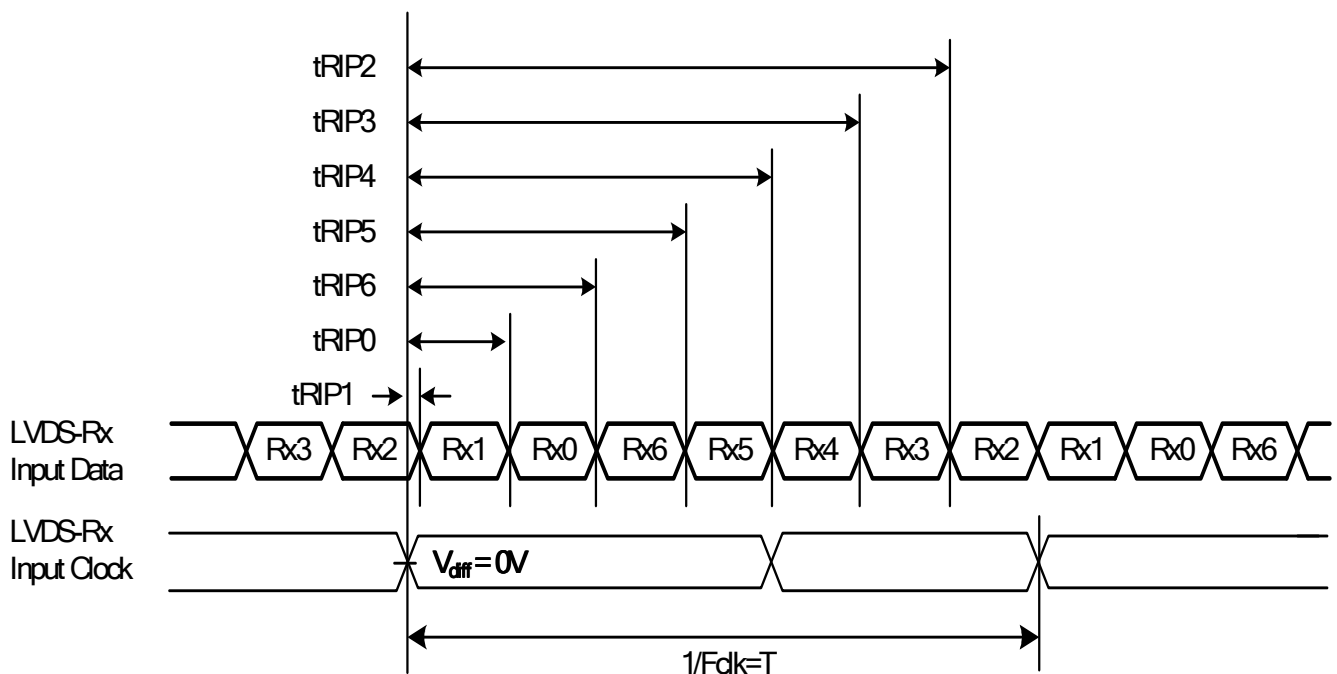 tRIP2
tRIP3
tRIP4
tRIP5
tRIP6
tRIP0
tRIP1
LVDS-Rx
Input Data
Rx3 Rx2 Rx1 Rx0 Rx6 Rx5 Rx4 Rx3 Rx2 Rx1 Rx0 Rx6
LVDS-Rx
Input Clock
Vdiff = 0V
1/Fclk=T